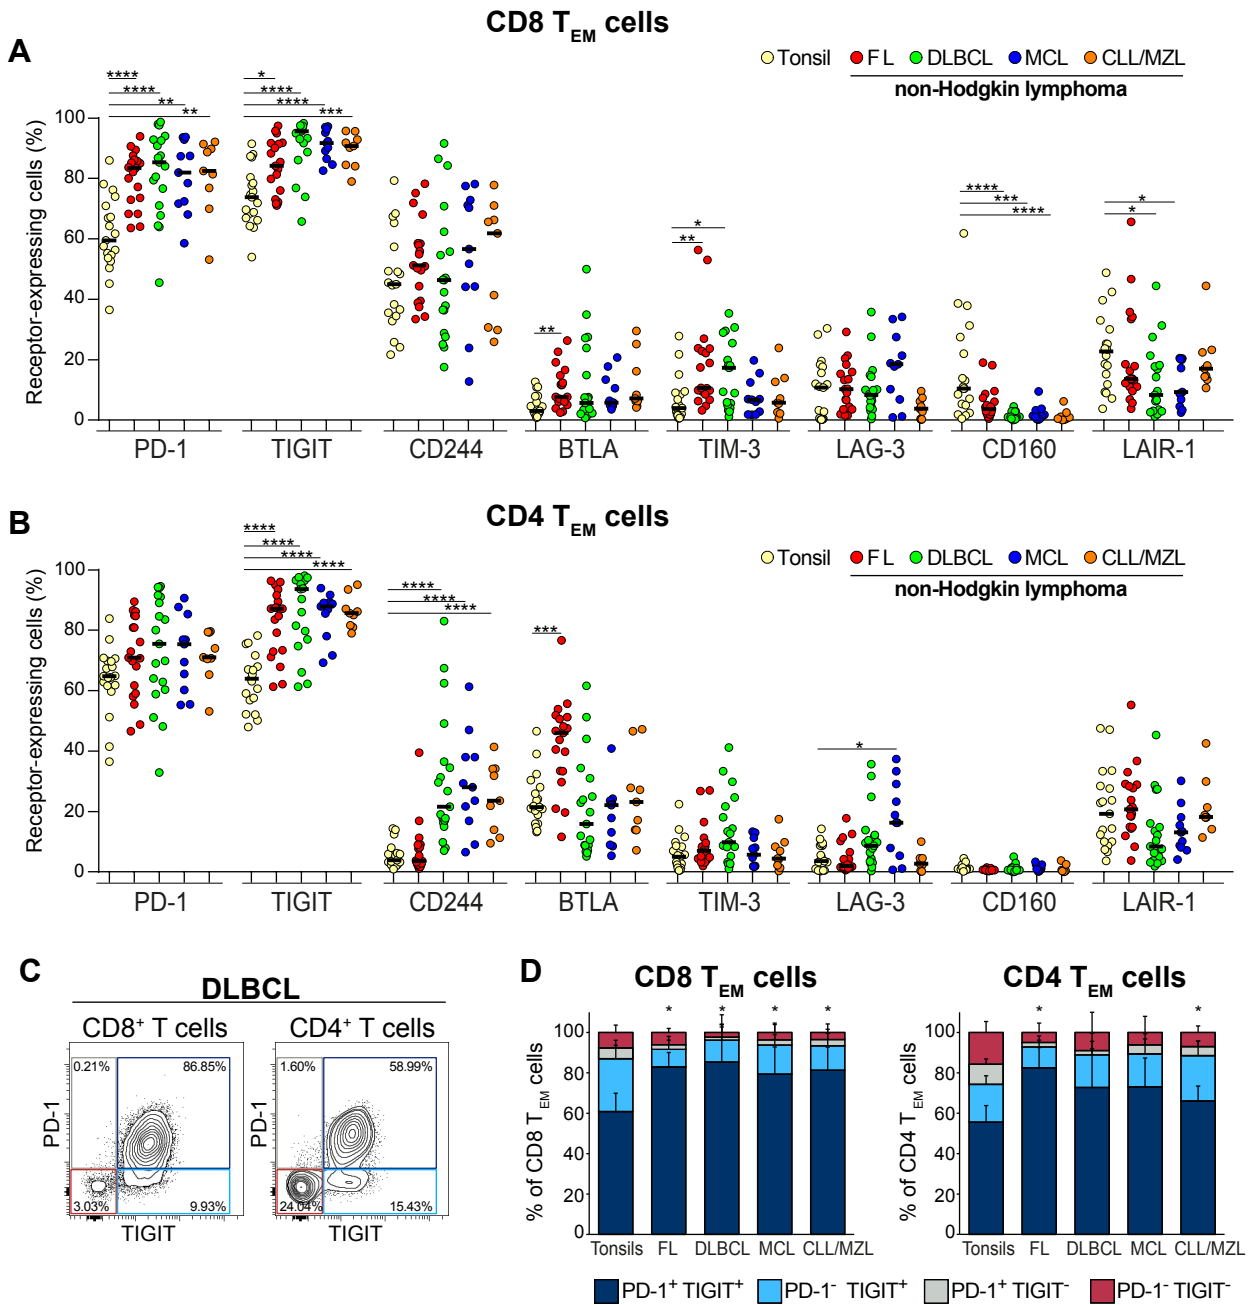 CD8 TEM cells
A
Tonsil FL DLBCL MCL CLL/MZL
non-Hodgkin lymphoma
**** * **** **** ** **** ** ***
** ** * **** *** **** * *
Receptor-expressing cells (%)
100
80
60
40
20
0
PD-1 TIGIT CD244 BTLA TIM-3 LAG-3 CD160 LAIR-1
B
CD4 TEM cells
Tonsil FL DLBCL MCL CLL/MZL
non-Hodgkin lymphoma
**** **** **** ****
**** **** **** *** *
Receptor-expressing cells (%)
100
80
60
40
20
0
PD-1 TIGIT CD244 BTLA TIM-3 LAG-3 CD160 LAIR-1
C
DLBCL
CD8+ T cells CD4+ T cells
PD-1
0.21% 86.85%
3.03% 9.93%
TIGIT
PD-1
1.60% 58.99%
24.04% 15.43%
TIGIT
D
CD8 TEM cells
* * * *
% of CD8 TEM cells
100
80
60
40
20
0
Tonsils FL DLBCL MCL CLL/MZL
CD4 TEM cells
* *
% of CD4 TEM cells
100
80
60
40
20
0
Tonsils FL DLBCL MCL CLL/MZL
PD-1+ TIGIT+ PD-1- TIGIT+ PD-1+ TIGIT- PD-1- TIGIT-